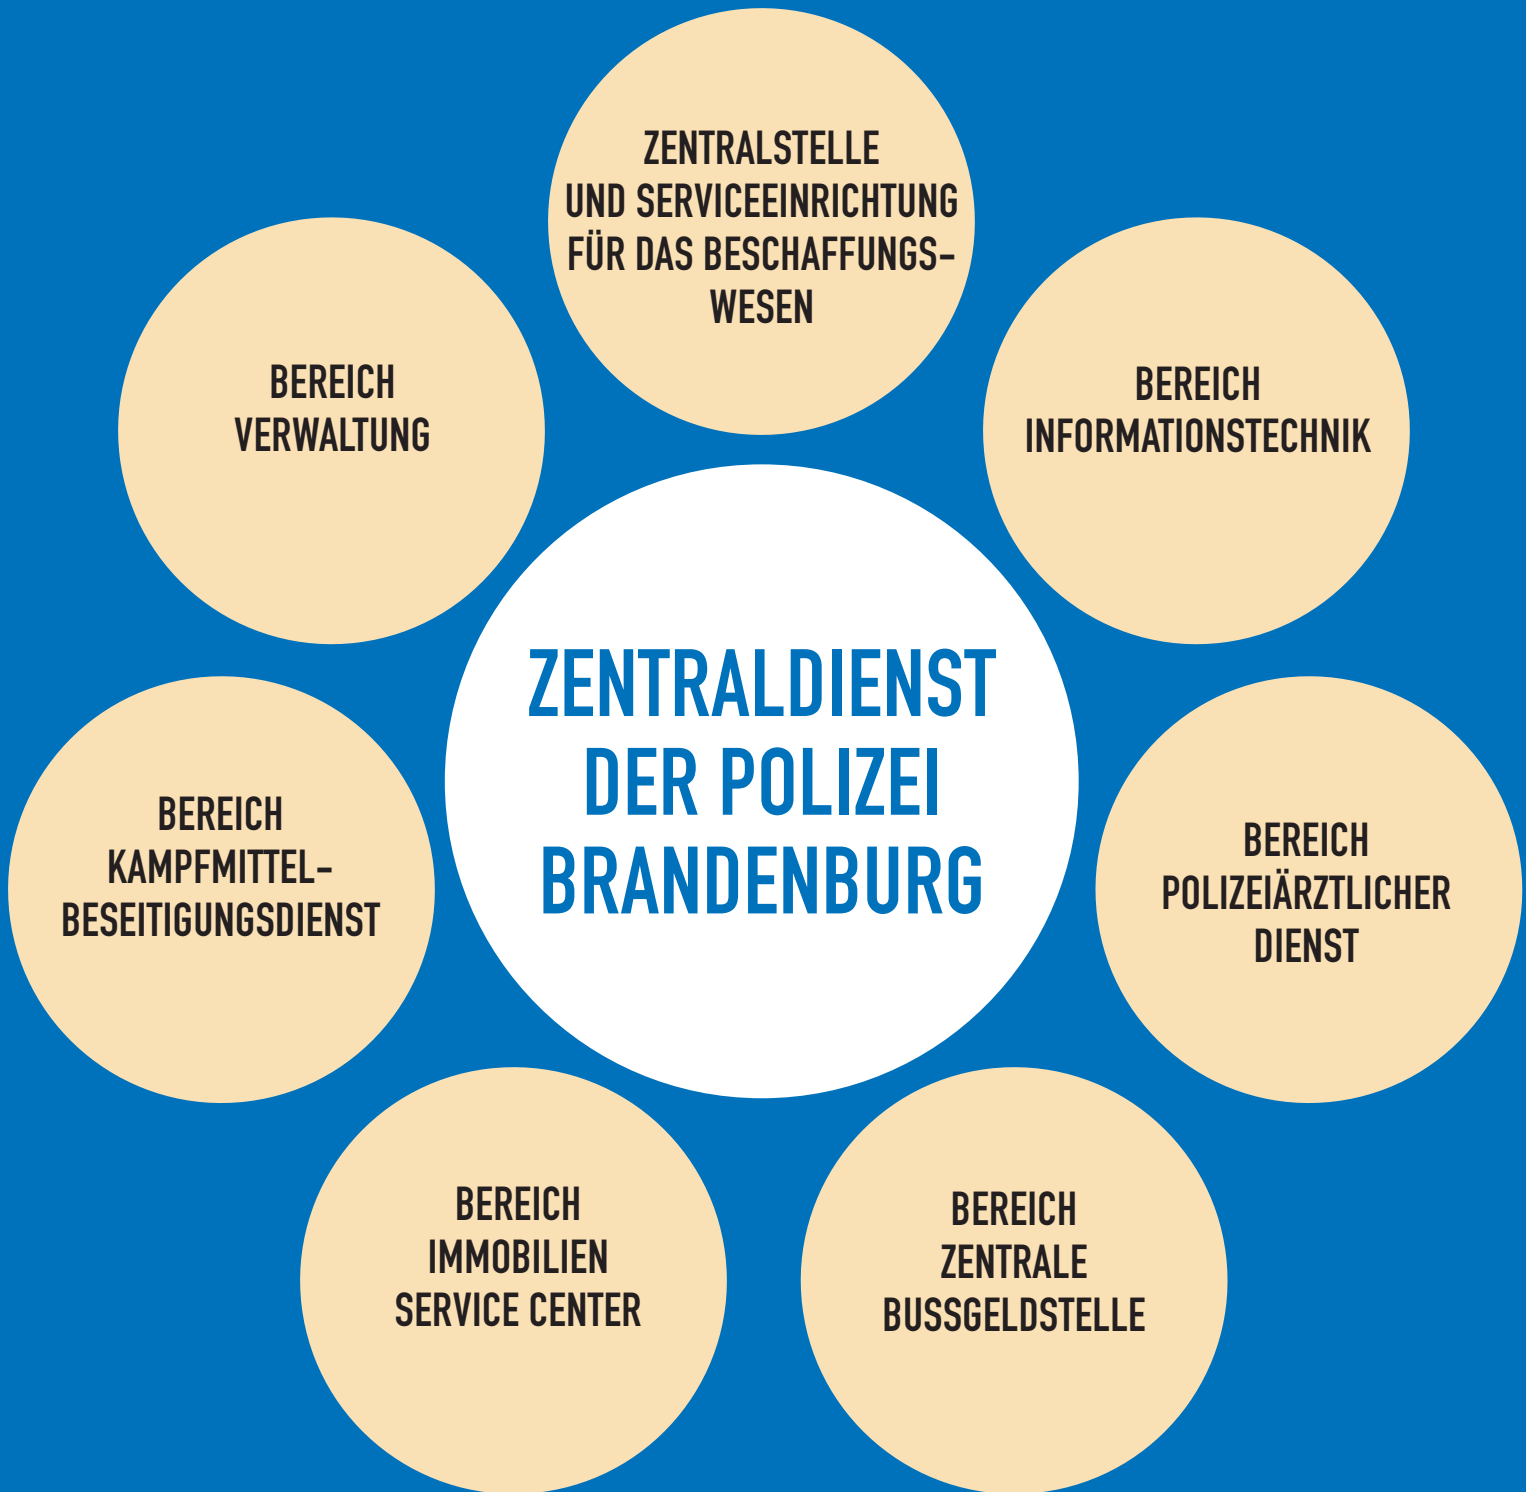 ZENTRALSTELLE
UND SERVICEEINRICHTUNG
FÜR DAS BESCHAFFUNGS-
WESEN
BEREICH
VERWALTUNG
BEREICH
INFORMATIONSTECHNIK
ZENTRALDIENST
DER POLIZEI
BRANDENBURG
BEREICH
KAMPFMITTEL-
BESEITIGUNGSDIENST
BEREICH
POLIZEIÄRZTLICHER
DIENST
BEREICH
IMMOBILIEN
SERVICE CENTER
BEREICH
ZENTRALE
BUSSGELDSTELLE